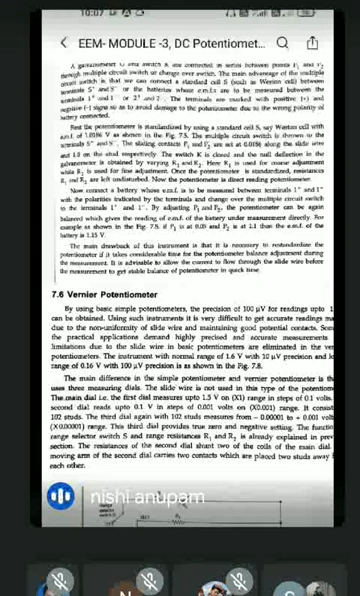 10:07
EEM- MODULE -3, DC Potentiomet...
A galvanometer G and switch K are connected in series between points P₁ and P₂
through multiple circuit switch or change over switch. The main advantage of the multiple
circuit switch is that we can connect a standard cell S (such as Weston cell) between
terminals S⁺ and S⁻ or the batteries whose e.m.f.s are to be measured between the
terminals 1⁺ and 1⁻ or 2⁺ and 2⁻. The terminals are marked with positive (+) and
negative (-) signs so as to avoid damage to the potentiometer due to the wrong polarity of
battery connected.
First the potentiometer is standardized by using a standard cell S, say Weston cell with
e.m.f. of 1.0186 V as shown in the Fig. 7.5. The multiple circuit switch is thrown to the
terminals S⁺ and S⁻. The sliding contacts P₁ and P₂ are set at 0.0186 along the slide wire
and 1.0 on the stud respectively. The switch K is closed and the null deflection in the
galvanometer is obtained by varying R₁ and R₂. Here R₁ is used for coarse adjustment
while R₂ is used for fine adjustment. Once the potentiometer is standardized, resistances
R₁ and R₂ are left undisturbed. Now the potentiometer is direct reading potentiometer.
Now connect a battery whose e.m.f. is to be measured between terminals 1⁺ and 1⁻
with the polarities indicated by the terminals and change over the multiple circuit switch
to the terminals 1⁺ and 1⁻. By adjusting P₁ and P₂, the potentiometer can be again
balanced which gives the reading of e.m.f. of the battery under measurement directly. For
example as shown in the Fig. 7.5, if P₁ is at 0.05 and P₂ is at 1.1 then the e.m.f. of the
battery is 1.15 V.
The main drawback of this instrument is that it is necessary to restandardize the
potentiometer if it takes considerable time for the potentiometer balance adjustment during
the measurement. It is advisable to allow the current to flow through the slide wire before
the measurement to get stable balance of potentiometer in quick time.
7.6 Vernier Potentiometer
By using basic simple potentiometers, the precision of 100 μV for readings upto 1
can be obtained. Using such instruments it is very difficult to get accurate readings
due to the non-uniformity of slide wire and maintaining good potential contacts. Som
the practical applications demand highly precised and accurate measurements
limitations due to the slide wire in basic potentiometers are eliminated in the ver
potentiometers. The instrument with normal range of 1.6 V with 10 μV precision and
range of 0.16 V with 100 μV precision is as shown in the Fig. 7.8.
The main difference in the simple potentiometer and vernier potentiometer is
uses three measuring dials. The slide wire is not used in this type of the potentiom
The main dial i.e. the first dial measures upto 1.5 V on (X1) range in steps of 0.1 volts.
second dial reads upto 0.1 V in steps of 0.001 volts on (X0.001) range. It consist
102 studs. The third dial again with 102 studs measures from – 0.00001 to + 0.001 volt
(X0.00001) range. This third dial provides true zero and negative setting. The functio
range selector switch S and range resistances R₁ and R₂ is already explained in prev
section. The resistances of the second dial shunt two of the coils of the main dial.
moving arm of the second dial carries two contacts which are placed two studs away
each other.
nishi anupam